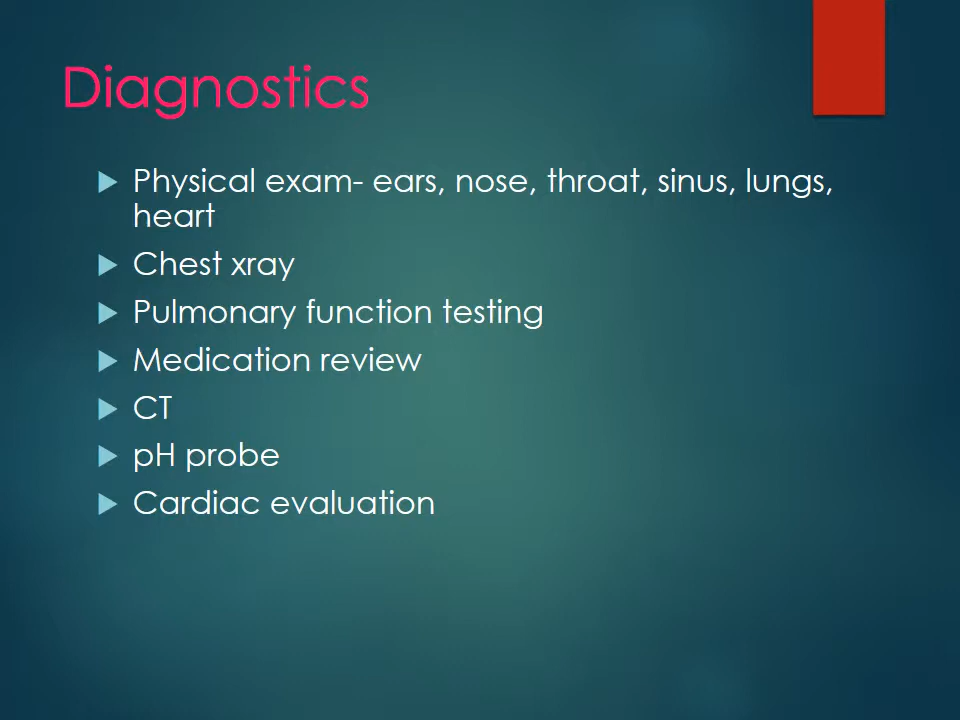 Diagnostics
Physical exam- ears, nose, throat, sinus, lungs,
heart
Chest xray
Pulmonary function testing
Medication review
CT
pH probe
Cardiac evaluation